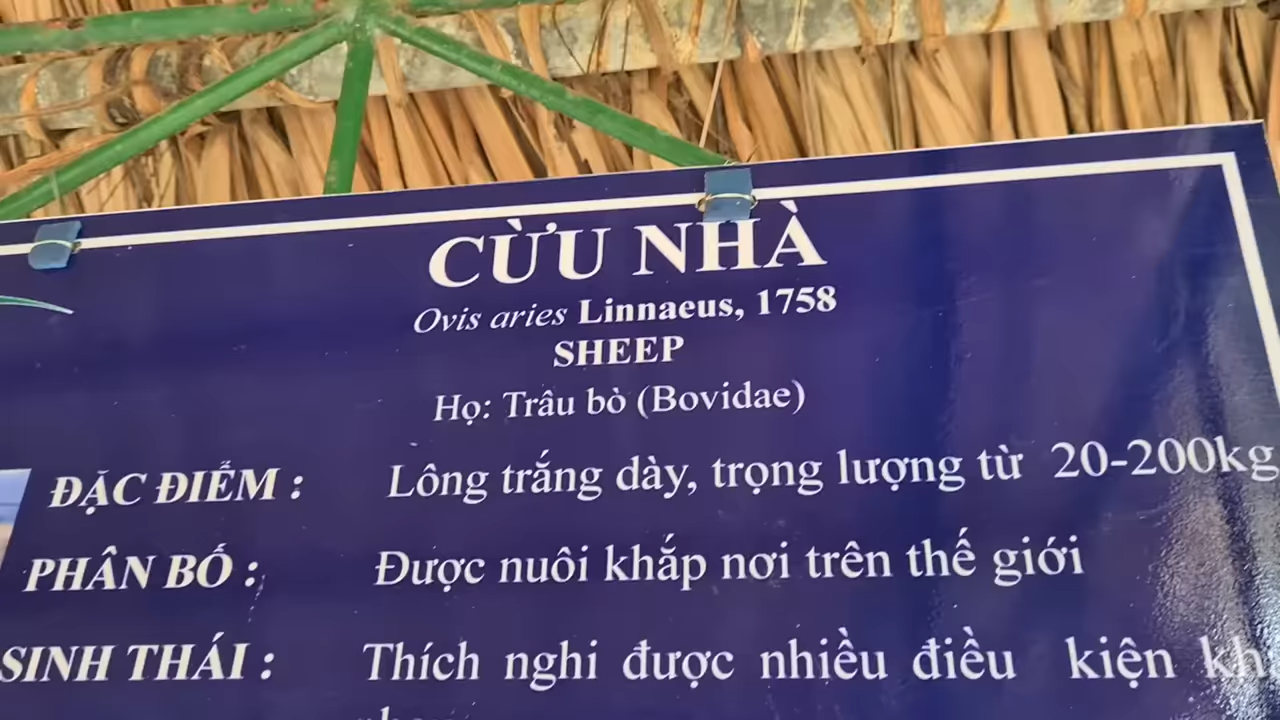 CỪU NHÀ
Ovis aries Linnaeus, 1758
SHEEP
Họ: Trâu bò (Bovidae)
ĐẶC ĐIỂM : Lông trắng dày, trọng lượng từ 20-200kg
PHÂN BỐ : Được nuôi khắp nơi trên thế giới
SINH THÁI : Thích nghi được nhiều điều kiện